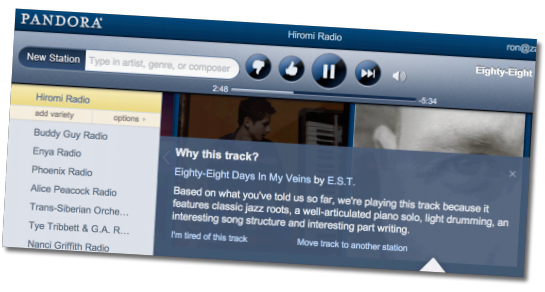 PANDORA
Hiromi Radio
ron@z
New Station
Type in artist, genre, or composer
Eighty-Eight
2:48
-5:34
Hiromi Radio
add variety
options
Buddy Guy Radio
Enya Radio
Phoenix Radio
Alice Peacock Radio
Trans-Siberian Orche...
Tye Tribbett & G.A. R...
Nanci Griffith Radio
Why this track?
Eighty-Eight Days In My Veins by E.S.T.
Based on what you've told us so far, we're playing this track because it
features classic jazz roots, a well-articulated piano solo, light drumming, an
interesting song structure and interesting part writing.
I'm tired of this track
Move track to another station